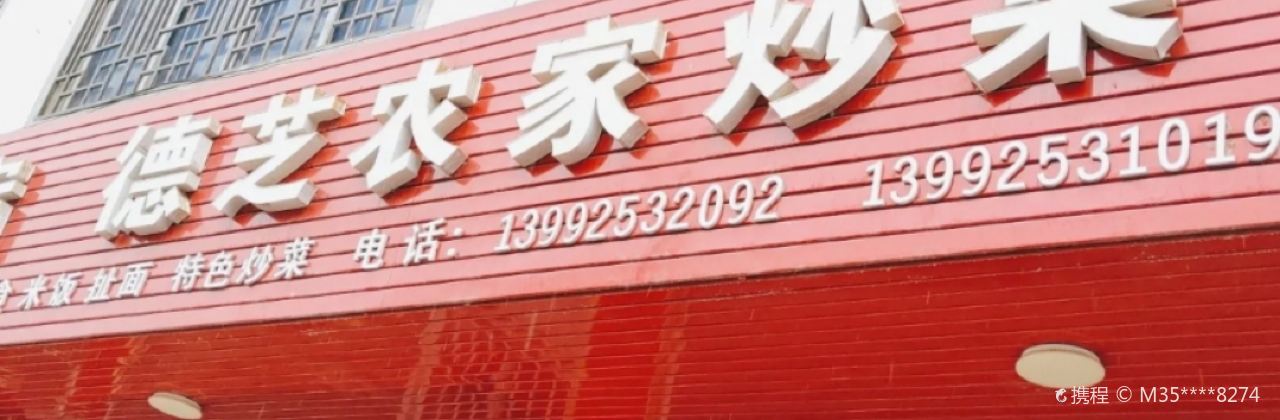 德芝农家炒菜
米饭 扯面 特色炒菜 电话：13992532092 13992531019
携程 © M35****8274